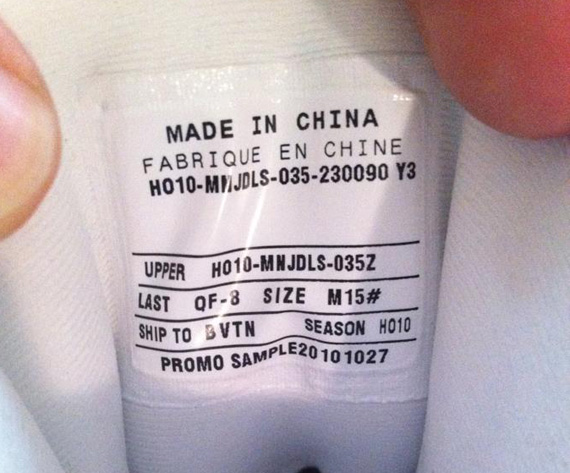 MADE IN CHINA
FABRIQUE EN CHINE
HO10-MNJDLS-035-230090 Y3
UPPER HO10-MNJDLS-035Z
LAST QF-8 SIZE M15#
SHIP TO BVTN SEASON HO10
PROMO SAMPLE20101027